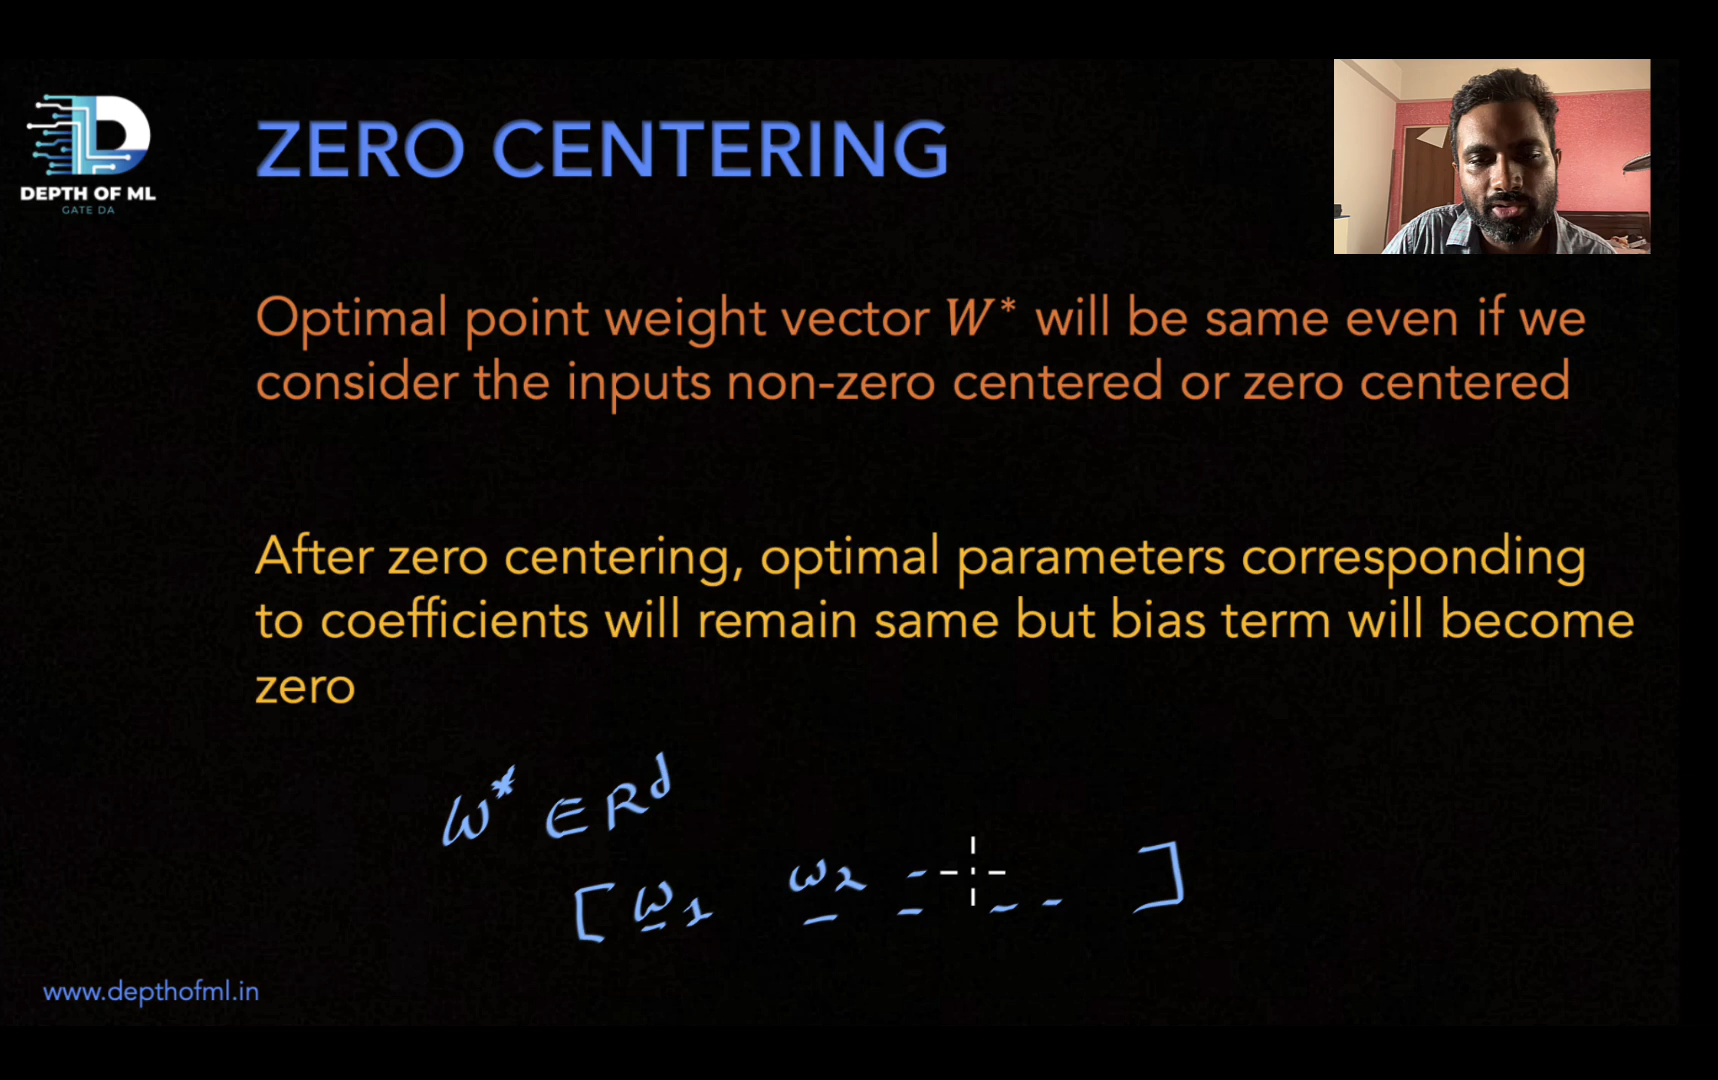 DEPTH OF ML
GATE DA
ZERO CENTERING
Optimal point weight vector W* will be same even if we
consider the inputs non-zero centered or zero centered
After zero centering, optimal parameters corresponding
to coefficients will remain same but bias term will become
zero
w* ∈ R^d
[ w₁ w₂ - - - - - ]
www.depthofml.in